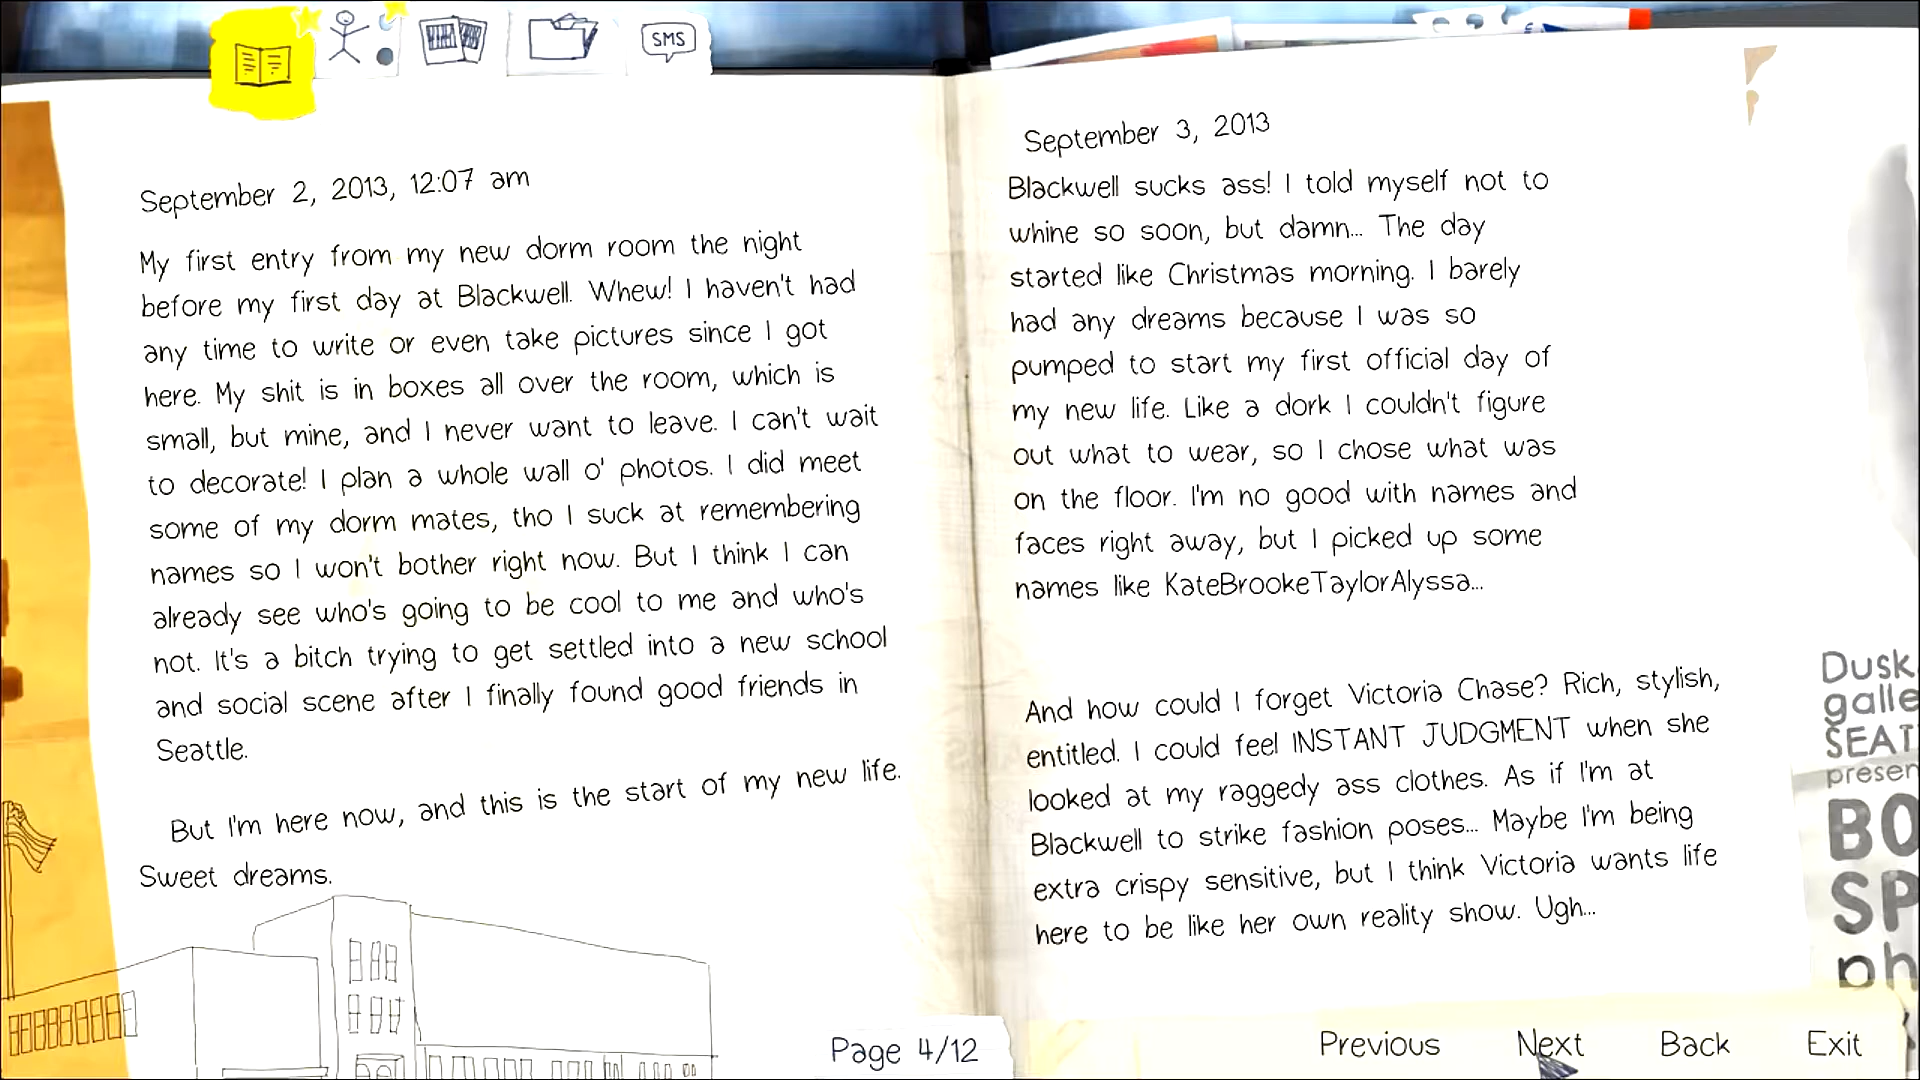 SMS
September 2, 2013, 12:07 am
My first entry from my new dorm room the night
before my first day at Blackwell. Whew! I haven't had
any time to write or even take pictures since I got
here. My shit is in boxes all over the room, which is
small, but mine, and I never want to leave. I can't wait
to decorate! I plan a whole wall o' photos. I did meet
some of my dorm mates, tho I suck at remembering
names so I won't bother right now. But I think I can
already see who's going to be cool to me and who's
not. It's a bitch trying to get settled into a new school
and social scene after I finally found good friends in
Seattle.
But I'm here now, and this is the start of my new life.
Sweet dreams.
September 3, 2013
Blackwell sucks ass! I told myself not to
whine so soon, but damn... The day
started like Christmas morning. I barely
had any dreams because I was so
pumped to start my first official day of
my new life. Like a dork I couldn't figure
out what to wear, so I chose what was
on the floor. I'm no good with names and
faces right away, but I picked up some
names like KateBrookeTaylorAlyssa...
And how could I forget Victoria Chase? Rich, stylish,
entitled. I could feel INSTANT JUDGMENT when she
looked at my raggedy ass clothes. As if I'm at
Blackwell to strike fashion poses... Maybe I'm being
extra crispy sensitive, but I think Victoria wants life
here to be like her own reality show. Ugh...
Dusk
galle
SEAT
presen
BO
SP
ph
Page 4/12
Previous Next Back Exit